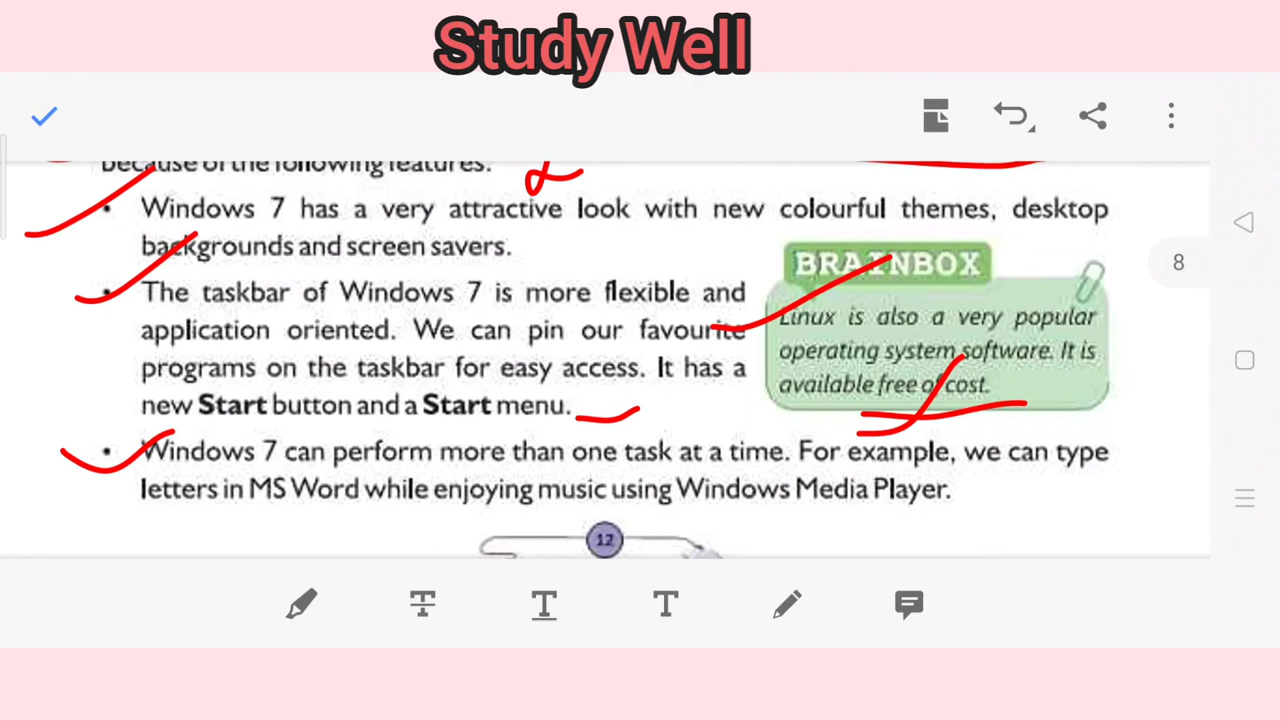 Study Well
because of the following features:
• Windows 7 has a very attractive look with new colourful themes, desktop
backgrounds and screen savers.
• The taskbar of Windows 7 is more flexible and
application oriented. We can pin our favourite
programs on the taskbar for easy access. It has a
new Start button and a Start menu.
BRAINBOX
Linux is also a very popular
operating system software. It is
available free of cost.
8
• Windows 7 can perform more than one task at a time. For example, we can type
letters in MS Word while enjoying music using Windows Media Player.
12
T
T
T